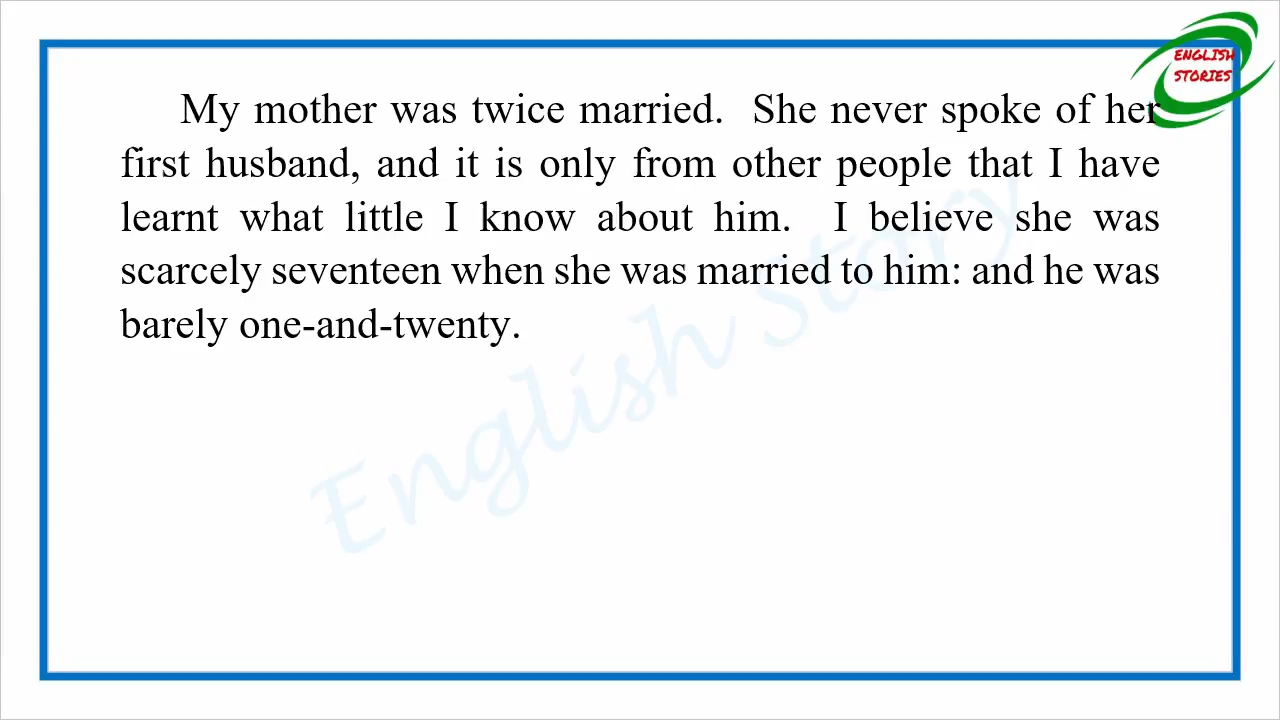 ENGLISH
STORIES
My mother was twice married.  She never spoke of her
first husband, and it is only from other people that I have
learnt what little I know about him.  I believe she was
scarcely seventeen when she was married to him: and he was
barely one-and-twenty.
English Story